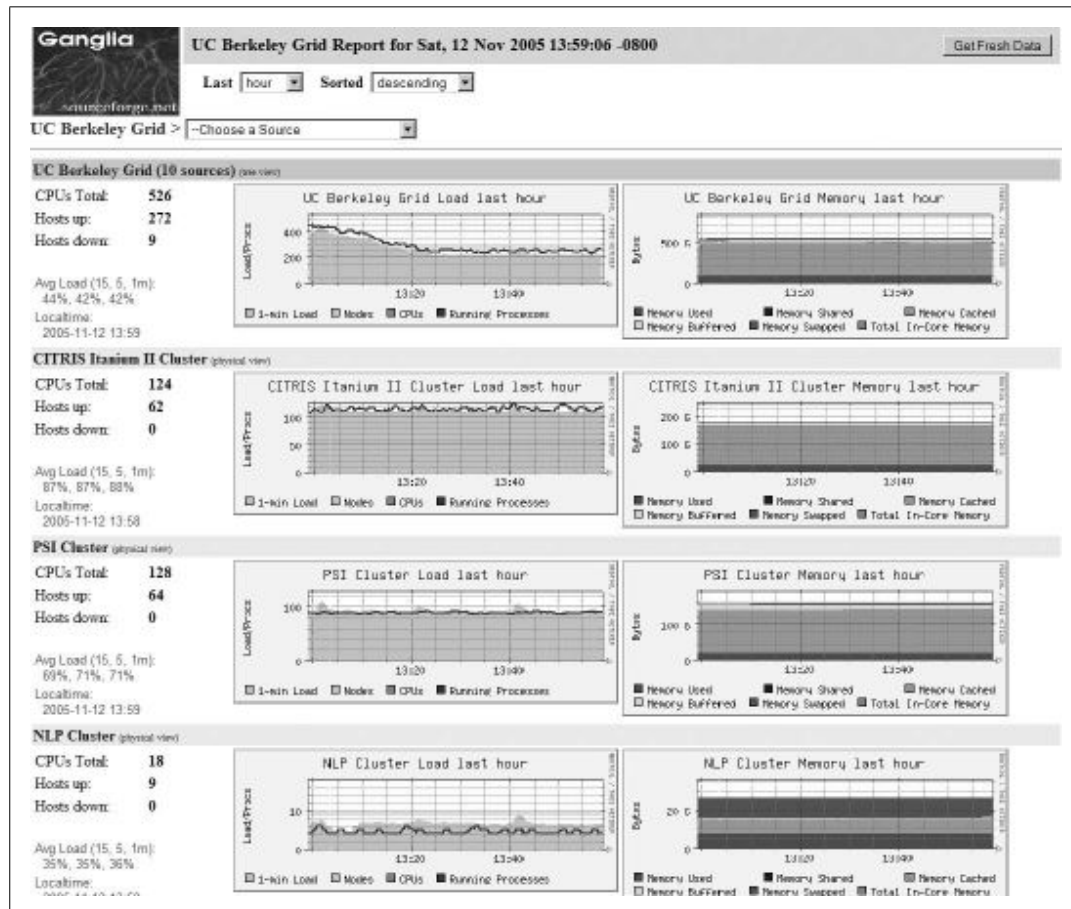 Ganglia
sourceforge.net
UC Berkeley Grid Report for Sat, 12 Nov 2005 13:59:06 -0800
Get Fresh Data
Last hour Sorted descending
UC Berkeley Grid > --Choose a Source
UC Berkeley Grid (10 sources) (tree view)
CPUs Total: 526
Hosts up: 272
Hosts down: 9
Avg Load (15, 5, 1m):
44%, 42%, 42%
Localtime:
2005-11-12 13:59
UC Berkeley Grid Load last hour
Load/Procs
400
200
0
13:20 13:40
1-min Load Nodes CPUs Running Processes
UC Berkeley Grid Memory last hour
Bytes
500 G
0
13:20 13:40
Memory Used Memory Shared Memory Cached
Memory Buffered Memory Swapped Total In-Core Memory
CITRIS Itanium II Cluster (physical view)
CPUs Total: 124
Hosts up: 62
Hosts down: 0
Avg Load (15, 5, 1m):
87%, 87%, 88%
Localtime:
2005-11-12 13:58
CITRIS Itanium II Cluster Load last hour
Load/Procs
100
50
0
13:20 13:40
1-min Load Nodes CPUs Running Processes
CITRIS Itanium II Cluster Memory last hour
Bytes
200 G
100 G
0
13:20 13:40
Memory Used Memory Shared Memory Cached
Memory Buffered Memory Swapped Total In-Core Memory
PSI Cluster (physical view)
CPUs Total: 128
Hosts up: 64
Hosts down: 0
Avg Load (15, 5, 1m):
69%, 71%, 71%
Localtime:
2005-11-12 13:59
PSI Cluster Load last hour
Load/Procs
100
0
13:20 13:40
1-min Load Nodes CPUs Running Processes
PSI Cluster Memory last hour
Bytes
100 G
0
13:20 13:40
Memory Used Memory Shared Memory Cached
Memory Buffered Memory Swapped Total In-Core Memory
NLP Cluster (physical view)
CPUs Total: 18
Hosts up: 9
Hosts down: 0
Avg Load (15, 5, 1m):
35%, 35%, 36%
Localtime:
NLP Cluster Load last hour
Load/Procs
10
0
13:20 13:40
1-min Load Nodes CPUs Running Processes
NLP Cluster Memory last hour
Bytes
20 G
0
13:20 13:40
Memory Used Memory Shared Memory Cached
Memory Buffered Memory Swapped Total In-Core Memory